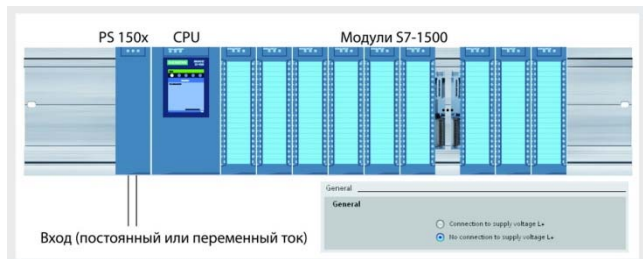 PS 150x CPU Модули S7-1500
General
General
Connection to supply voltage L+
No connection to supply voltage L+
Вход (постоянный или переменный ток)